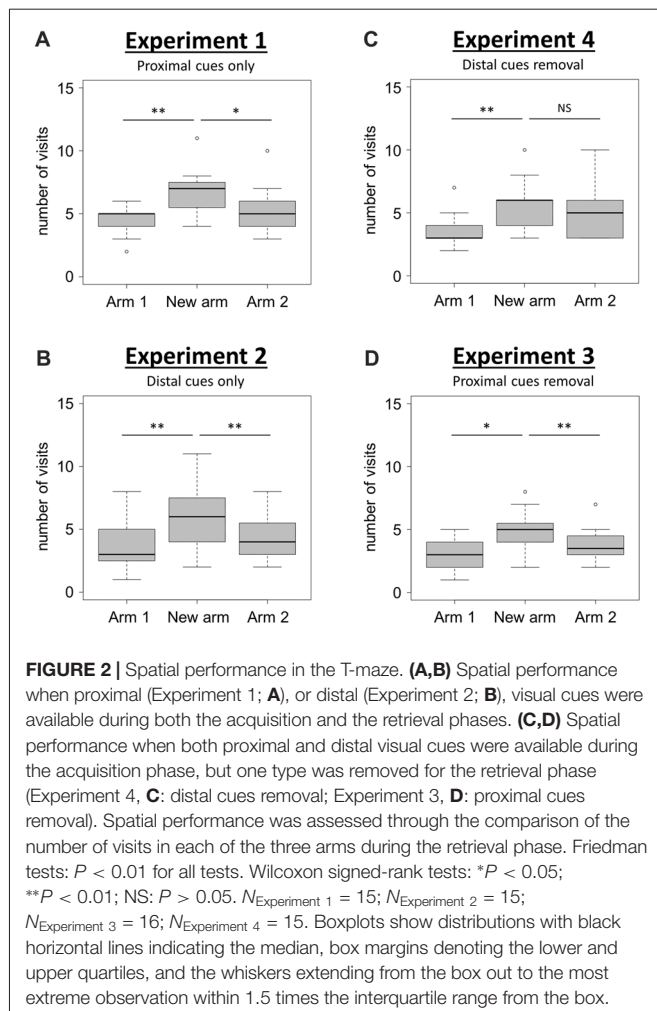 A
Experiment 1
Proximal cues only
number of visits
15
10
5
0
**
*
Arm 1 New arm Arm 2
C
Experiment 4
Distal cues removal
number of visits
15
10
5
0
**
NS
Arm 1 New arm Arm 2
B
Experiment 2
Distal cues only
number of visits
15
10
5
0
**
**
Arm 1 New arm Arm 2
D
Experiment 3
Proximal cues removal
number of visits
15
10
5
0
*
**
Arm 1 New arm Arm 2
FIGURE 2 | Spatial performance in the T-maze. (A,B) Spatial performance
when proximal (Experiment 1; A), or distal (Experiment 2; B), visual cues were
available during both the acquisition and the retrieval phases. (C,D) Spatial
performance when both proximal and distal visual cues were available during
the acquisition phase, but one type was removed for the retrieval phase
(Experiment 4, C: distal cues removal; Experiment 3, D: proximal cues
removal). Spatial performance was assessed through the comparison of the
number of visits in each of the three arms during the retrieval phase. Friedman
tests: P < 0.01 for all tests. Wilcoxon signed-rank tests: *P < 0.05;
**P < 0.01; NS: P > 0.05. N Experiment 1 = 15; N Experiment 2 = 15;
N Experiment 3 = 16; N Experiment 4 = 15. Boxplots show distributions with black
horizontal lines indicating the median, box margins denoting the lower and
upper quartiles, and the whiskers extending from the box out to the most
extreme observation within 1.5 times the interquartile range from the box.